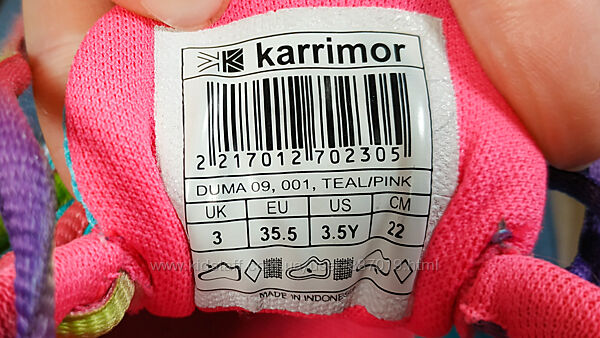 karrimor
2 217012 702305
DUMA 09, 001, TEAL/PINK
UK EU US CM
3 35.5 3.5Y 22
MADE IN INDONESIA